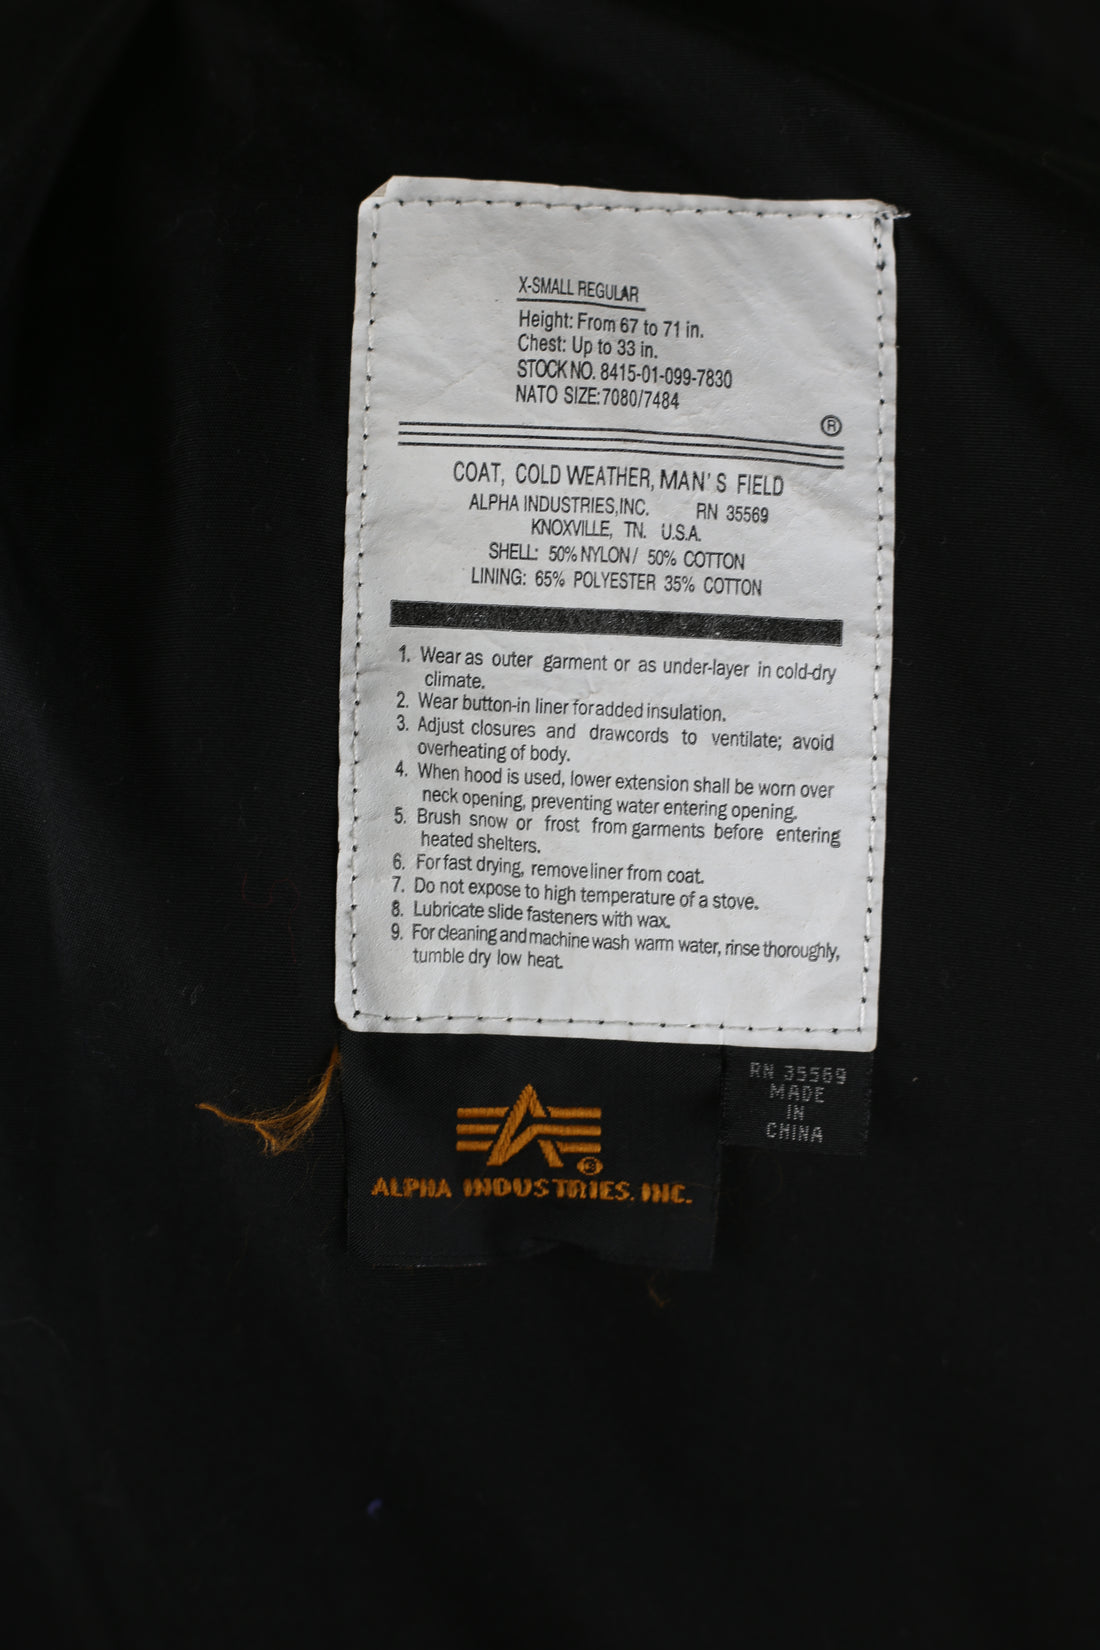 X-SMALL REGULAR
Height: From 67 to 71 in.
Chest: Up to 33 in.
STOCK NO. 8415-01-099-7830
NATO SIZE:7080/7484
®
COAT, COLD WEATHER, MAN'S FIELD
ALPHA INDUSTRIES,INC. RN 35569
KNOXVILLE, TN. U.S.A.
SHELL: 50% NYLON / 50% COTTON
LINING: 65% POLYESTER 35% COTTON
1. Wear as outer garment or as under-layer in cold-dry
climate.
2. Wear button-in liner for added insulation.
3. Adjust closures and drawcords to ventilate; avoid
overheating of body.
4. When hood is used, lower extension shall be worn over
neck opening, preventing water entering opening.
5. Brush snow or frost from garments before entering
heated shelters.
6. For fast drying, remove liner from coat.
7. Do not expose to high temperature of a stove.
8. Lubricate slide fasteners with wax.
9. For cleaning and machine wash warm water, rinse thoroughly,
tumble dry low heat.
RN 35569
MADE
IN
CHINA
®
ALPHA INDUSTRIES. INC.